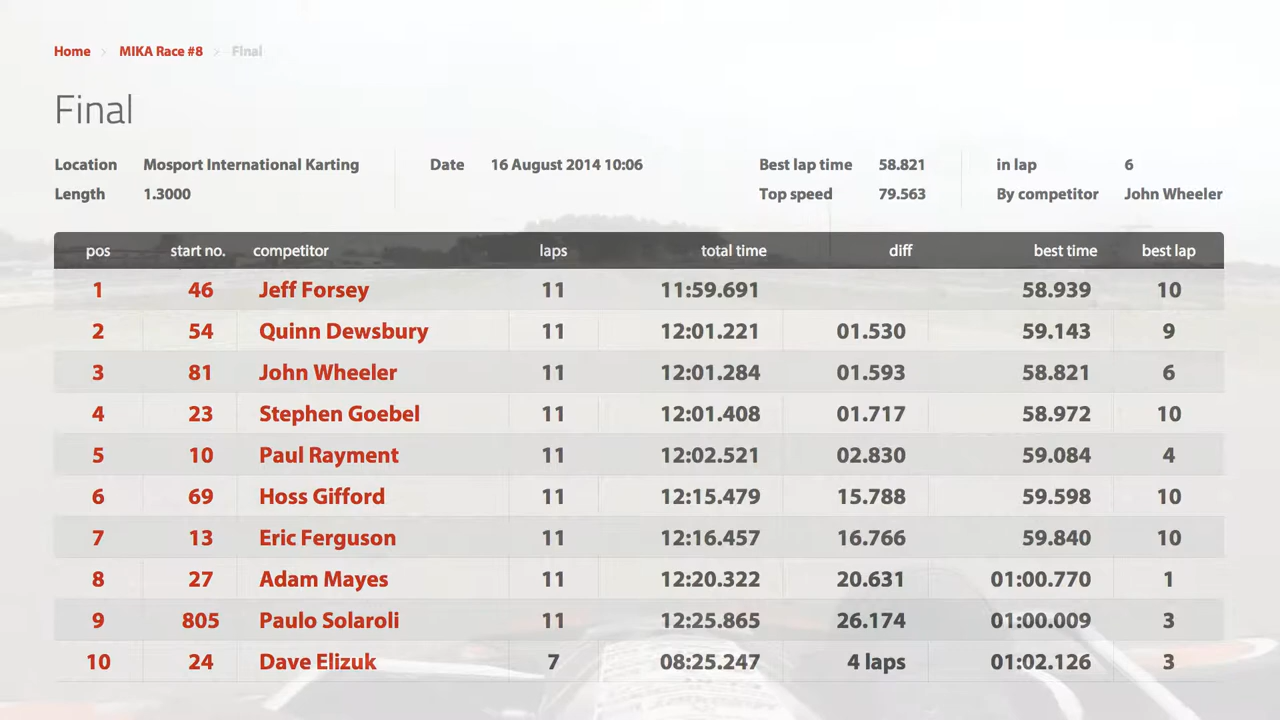 Home > MIKA Race #8 > Final
Final
Location Mosport International Karting Date 16 August 2014 10:06 Best lap time 58.821 in lap 6
Length 1.3000 Top speed 79.563 By competitor John Wheeler
pos start no. competitor laps total time diff best time best lap
1 46 Jeff Forsey 11 11:59.691 58.939 10
2 54 Quinn Dewsbury 11 12:01.221 01.530 59.143 9
3 81 John Wheeler 11 12:01.284 01.593 58.821 6
4 23 Stephen Goebel 11 12:01.408 01.717 58.972 10
5 10 Paul Rayment 11 12:02.521 02.830 59.084 4
6 69 Hoss Gifford 11 12:15.479 15.788 59.598 10
7 13 Eric Ferguson 11 12:16.457 16.766 59.840 10
8 27 Adam Mayes 11 12:20.322 20.631 01:00.770 1
9 805 Paulo Solaroli 11 12:25.865 26.174 01:00.009 3
10 24 Dave Elizuk 7 08:25.247 4 laps 01:02.126 3